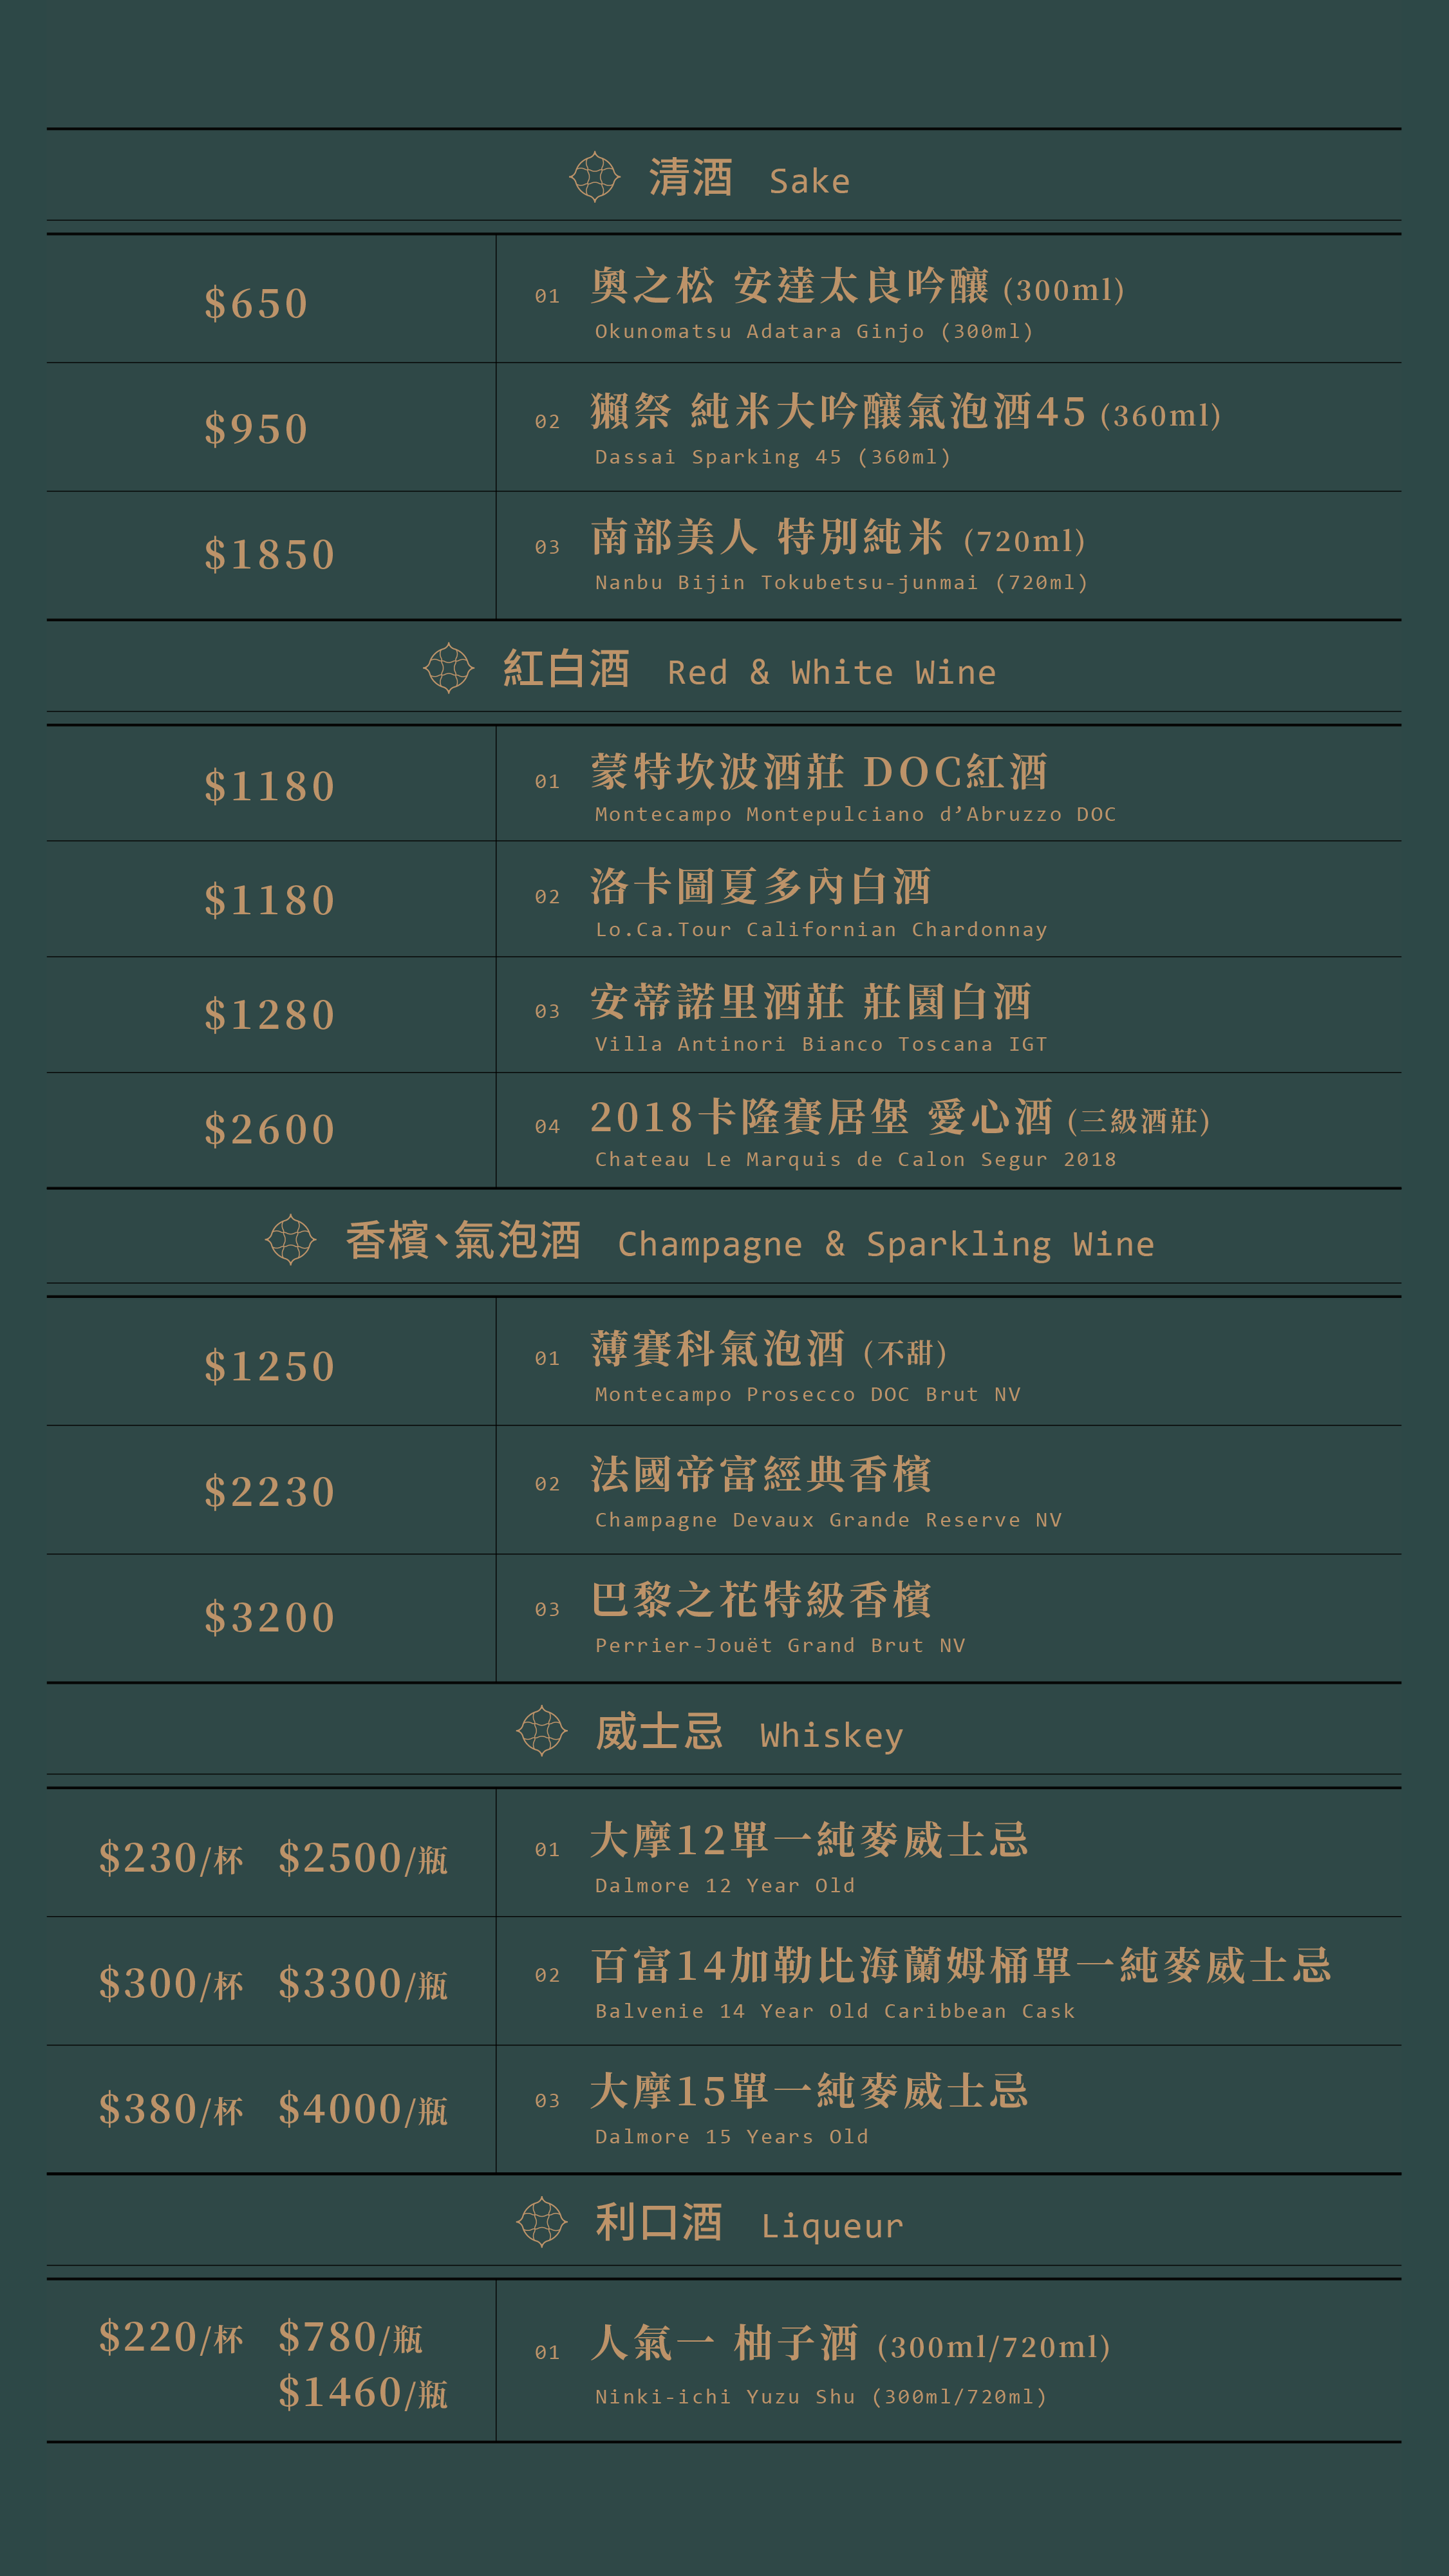 清酒 Sake
$650
01 奧之松 安達太良吟釀 (300ml)
Okunomatsu Adatara Ginjo (300ml)
$950
02 獺祭 純米大吟釀氣泡酒45 (360ml)
Dassai Sparking 45 (360ml)
$1850
03 南部美人 特別純米 (720ml)
Nanbu Bijin Tokubetsu-junmai (720ml)
紅白酒 Red & White Wine
$1180
01 蒙特坎波酒莊 DOC紅酒
Montecampo Montepulciano d’Abruzzo DOC
$1180
02 洛卡圖夏多內白酒
Lo.Ca.Tour Californian Chardonnay
$1280
03 安蒂諾里酒莊 莊園白酒
Villa Antinori Bianco Toscana IGT
$2600
04 2018卡隆賽居堡 愛心酒 (三級酒莊)
Chateau Le Marquis de Calon Segur 2018
香檳、氣泡酒 Champagne & Sparkling Wine
$1250
01 薄賽科氣泡酒 (不甜)
Montecampo Prosecco DOC Brut NV
$2230
02 法國帝富經典香檳
Champagne Devaux Grande Reserve NV
$3200
03 巴黎之花特級香檳
Perrier-Jouët Grand Brut NV
威士忌 Whiskey
$230/杯 $2500/瓶
01 大摩12單一純麥威士忌
Dalmore 12 Year Old
$300/杯 $3300/瓶
02 百富14加勒比海蘭姆桶單一純麥威士忌
Balvenie 14 Year Old Caribbean Cask
$380/杯 $4000/瓶
03 大摩15單一純麥威士忌
Dalmore 15 Years Old
利口酒 Liqueur
$220/杯 $780/瓶
$1460/瓶
01 人氣一 柚子酒 (300ml/720ml)
Ninki-ichi Yuzu Shu (300ml/720ml)